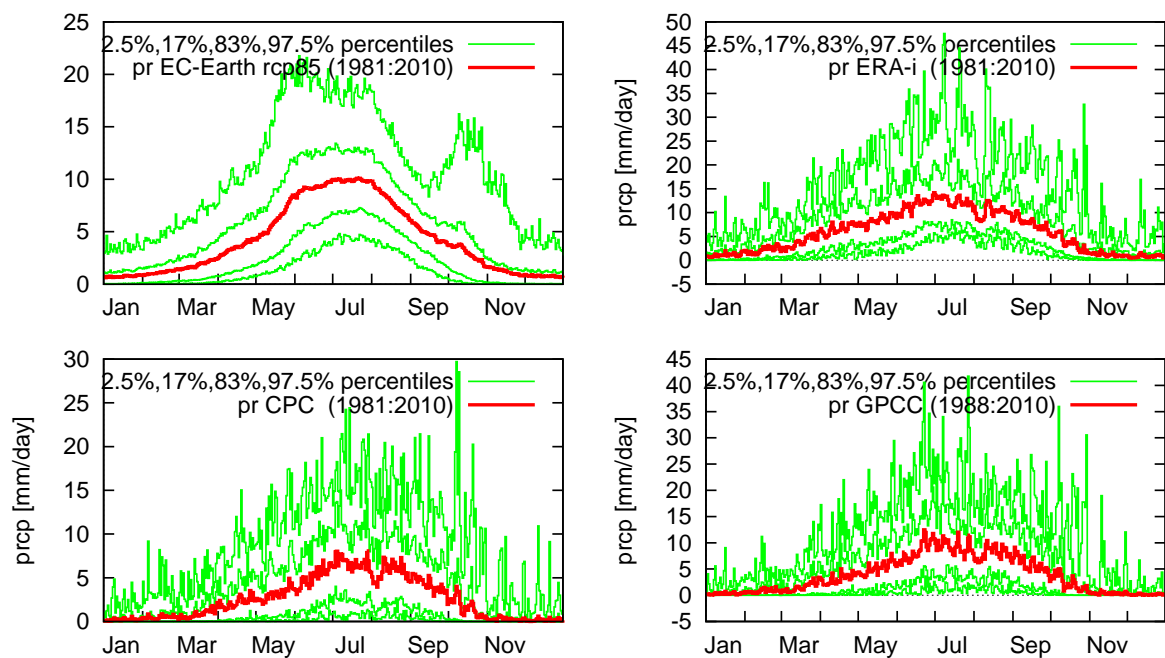 25
20
15
10
5
0
2.5%,17%,83%,97.5% percentiles
pr EC-Earth rcp85 (1981:2010)
Jan Mar May Jul Sep Nov
prcp [mm/day]
50
45
40
35
30
25
20
15
10
5
0
-5
2.5%,17%,83%,97.5% percentiles
pr ERA-i (1981:2010)
Jan Mar May Jul Sep Nov
prcp [mm/day]
30
25
20
15
10
5
0
2.5%,17%,83%,97.5% percentiles
pr CPC (1981:2010)
Jan Mar May Jul Sep Nov
prcp [mm/day]
45
40
35
30
25
20
15
10
5
0
-5
2.5%,17%,83%,97.5% percentiles
pr GPCC (1988:2010)
Jan Mar May Jul Sep Nov